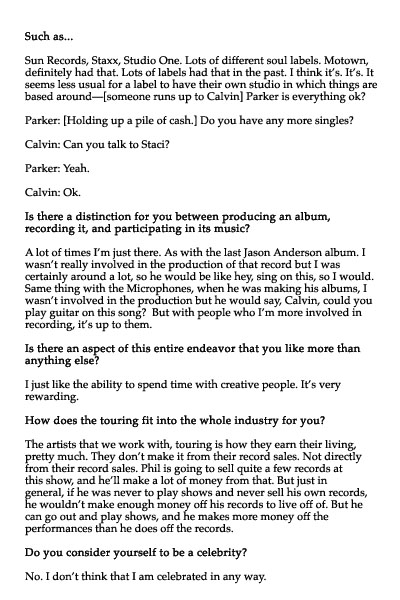 Such as...
Sun Records, Staxx, Studio One. Lots of different soul labels. Motown,
definitely had that. Lots of labels had that in the past. I think it's. It's. It
seems less usual for a label to have their own studio in which things are
based around—[someone runs up to Calvin] Parker is everything ok?
Parker: [Holding up a pile of cash.] Do you have any more singles?
Calvin: Can you talk to Staci?
Parker: Yeah.
Calvin: Ok.
Is there a distinction for you between producing an album,
recording it, and participating in its music?
A lot of times I'm just there. As with the last Jason Anderson album. I
wasn't really involved in the production of that record but I was
certainly around a lot, so he would be like hey, sing on this, so I would.
Same thing with the Microphones, when he was making his albums, I
wasn't involved in the production but he would say, Calvin, could you
play guitar on this song?  But with people who I'm more involved in
recording, it's up to them.
Is there an aspect of this entire endeavor that you like more than
anything else?
I just like the ability to spend time with creative people. It's very
rewarding.
How does the touring fit into the whole industry for you?
The artists that we work with, touring is how they earn their living,
pretty much. They don't make it from their record sales. Not directly
from their record sales. Phil is going to sell quite a few records at
this show, and he'll make a lot of money from that. But just in
general, if he was never to play shows and never sell his own records,
he wouldn't make enough money off his records to live off of. But he
can go out and play shows, and he makes more money off the
performances than he does off the records.
Do you consider yourself to be a celebrity?
No. I don't think that I am celebrated in any way.